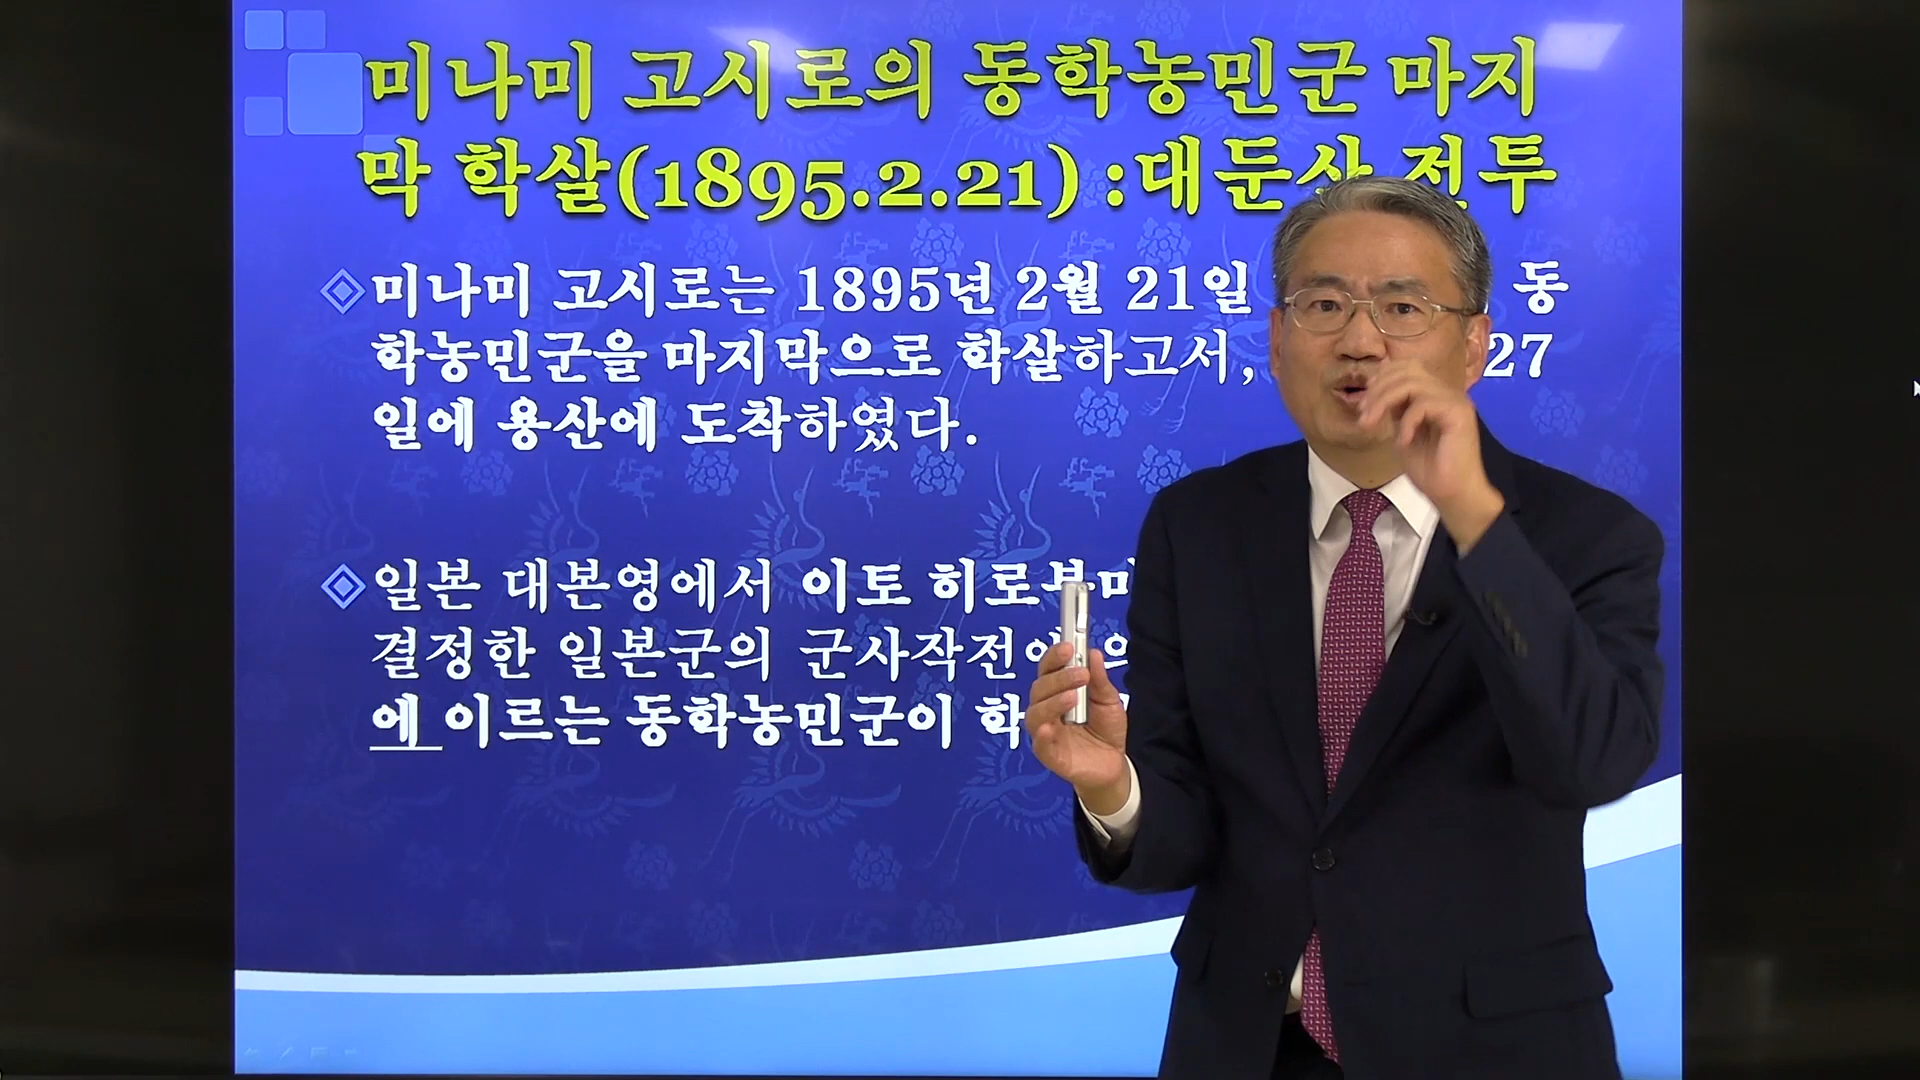 미나미 고시로의 동학농민군 마지
막 학살(1895.2.21) :대둔산 전투
미나미 고시로는 1895년 2월 21일 동
학농민군을 마지막으로 학살하고서, 27
일에 용산에 도착하였다.
일본 대본영에서 이토 히로부미
결정한 일본군의
에 이르는 동학농민군이